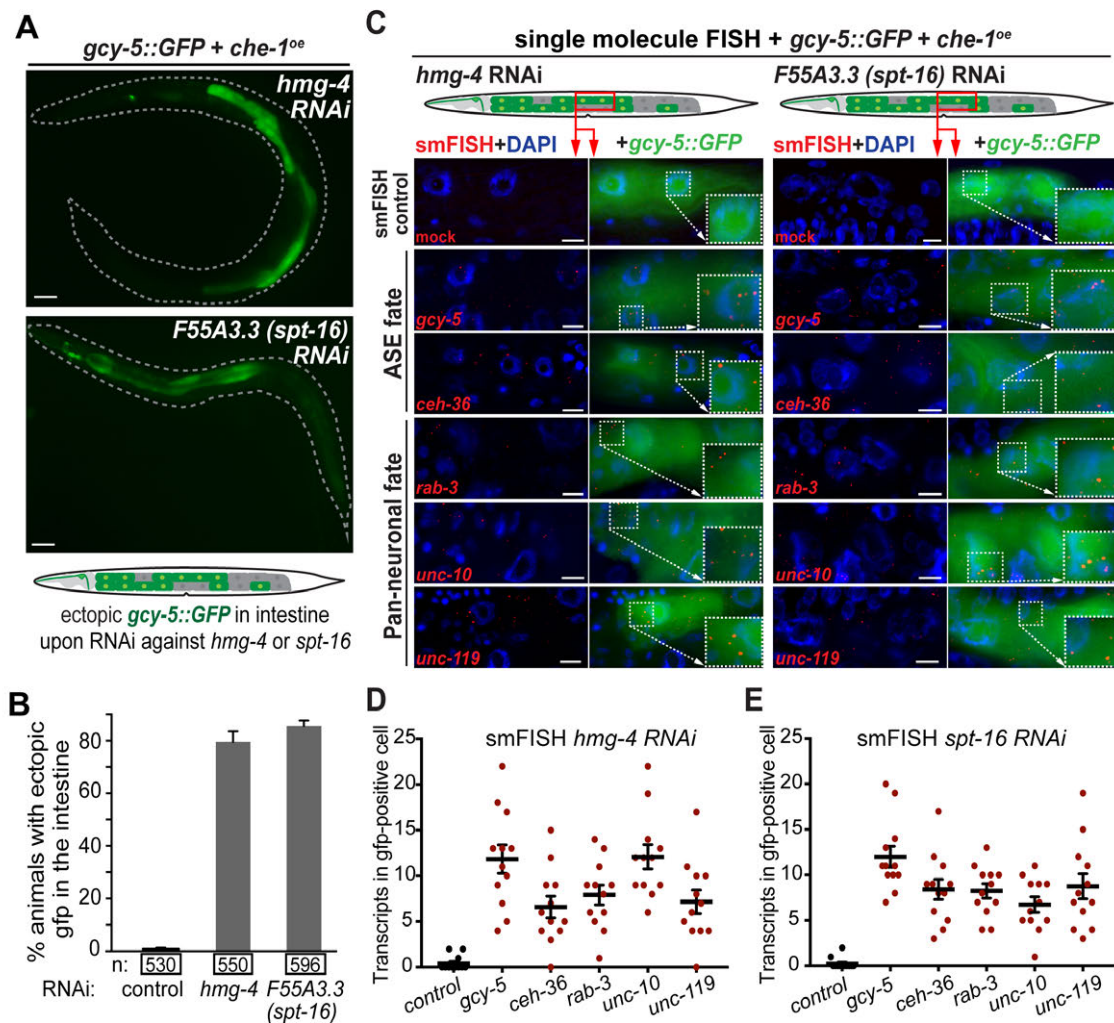 A
gcy-5::GFP + che-1oe
hmg-4
RNAi
F55A3.3 (spt-16)
RNAi
ectopic gcy-5::GFP in intestine
upon RNAi against hmg-4 or spt-16
B
% animals with ectopic
gfp in the intestine
80
60
40
20
0
n: 530 550 596
RNAi: control hmg-4 F55A3.3
(spt-16)
C
single molecule FISH + gcy-5::GFP + che-1oe
hmg-4 RNAi
F55A3.3 (spt-16) RNAi
smFISH+DAPI +gcy-5::GFP smFISH+DAPI +gcy-5::GFP
smFISH
control
mock mock
ASE fate
gcy-5 gcy-5
ceh-36 ceh-36
Pan-neuronal fate
rab-3 rab-3
unc-10 unc-10
unc-119 unc-119
D
smFISH hmg-4 RNAi
Transcripts in gfp-positive cell
25
20
15
10
5
0
control gcy-5 ceh-36 rab-3 unc-10 unc-119
E
smFISH spt-16 RNAi
Transcripts in gfp-positive cell
25
20
15
10
5
0
control gcy-5 ceh-36 rab-3 unc-10 unc-119